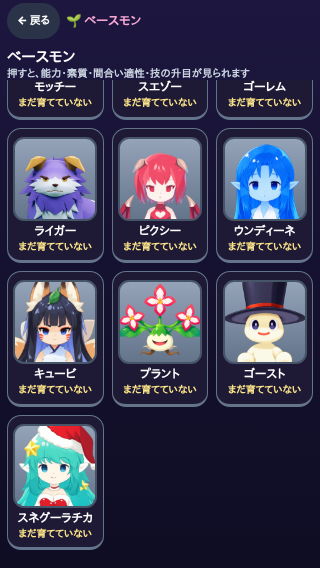 ← 戻る
🌱 ベースモン
ベースモン
押すと、能力・素質・間合い適性・技の升目が見られます
モッチー
スエゾー
ゴーレム
まだ育てていない
まだ育てていない
まだ育てていない
ライガー
ピクシー
ウンディーネ
まだ育てていない
まだ育てていない
まだ育てていない
キュービ
プラント
ゴースト
まだ育てていない
まだ育てていない
まだ育てていない
スネグーラチカ
まだ育てていない